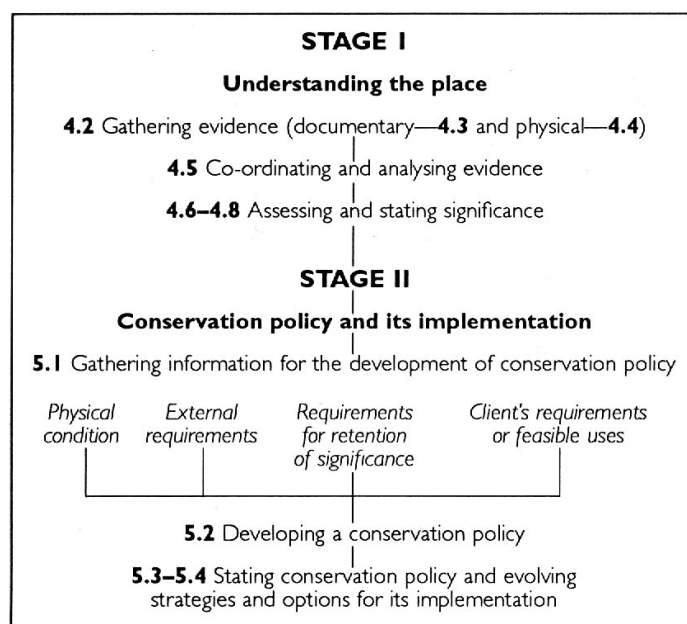 STAGE I
Understanding the place
4.2 Gathering evidence (documentary—4.3 and physical—4.4)
4.5 Co-ordinating and analysing evidence
4.6–4.8 Assessing and stating significance
STAGE II
Conservation policy and its implementation
5.1 Gathering information for the development of conservation policy
Physical condition
External requirements
Requirements for retention of significance
Client's requirements or feasible uses
5.2 Developing a conservation policy
5.3–5.4 Stating conservation policy and evolving
strategies and options for its implementation